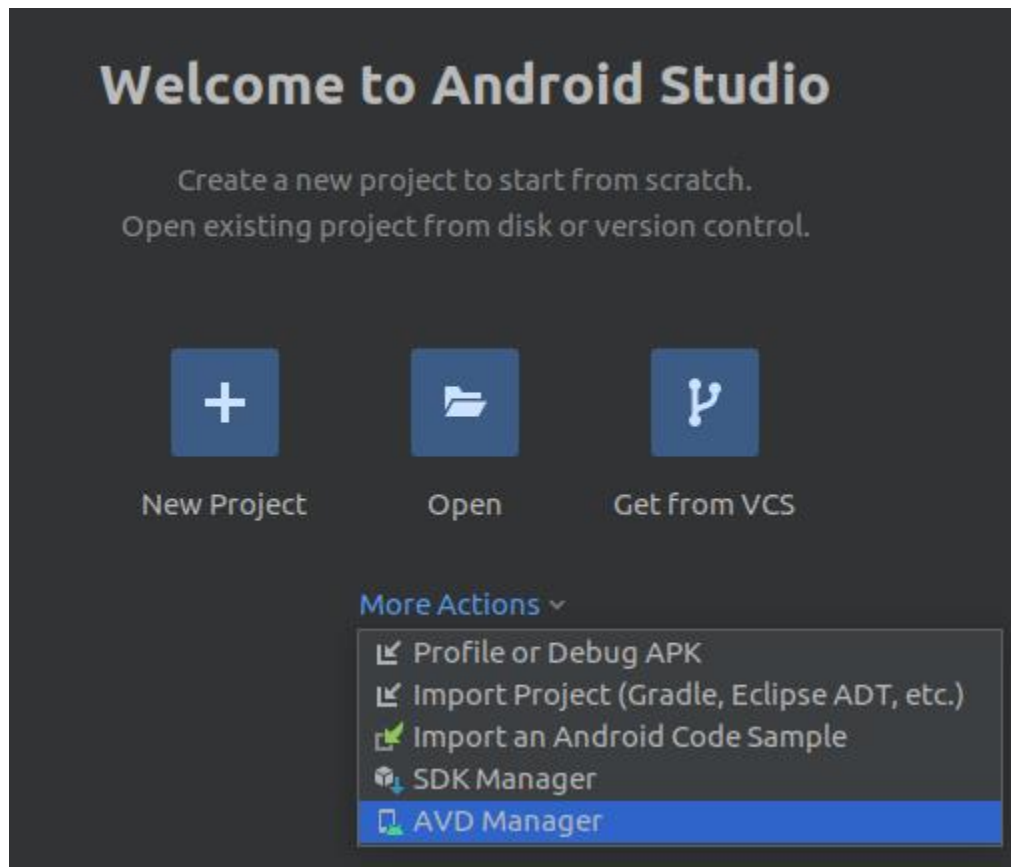 Welcome to Android Studio
Create a new project to start from scratch.
Open existing project from disk or version control.
New Project
Open
Get from VCS
More Actions
Profile or Debug APK
Import Project (Gradle, Eclipse ADT, etc.)
Import an Android Code Sample
SDK Manager
AVD Manager